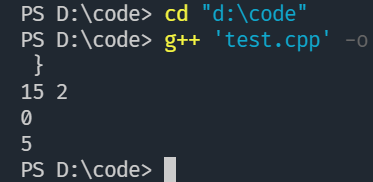 PS D:\code> cd "d:\code"
PS D:\code> g++ 'test.cpp' -o
}
15 2
0
5
PS D:\code>